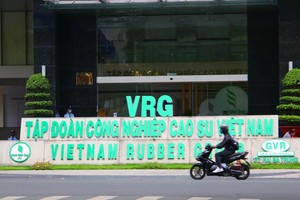 VRG
TẬP ĐOÀN CÔNG NGHIỆP CAO SU VIỆT NAM
VIETNAM RUBBER
GVR